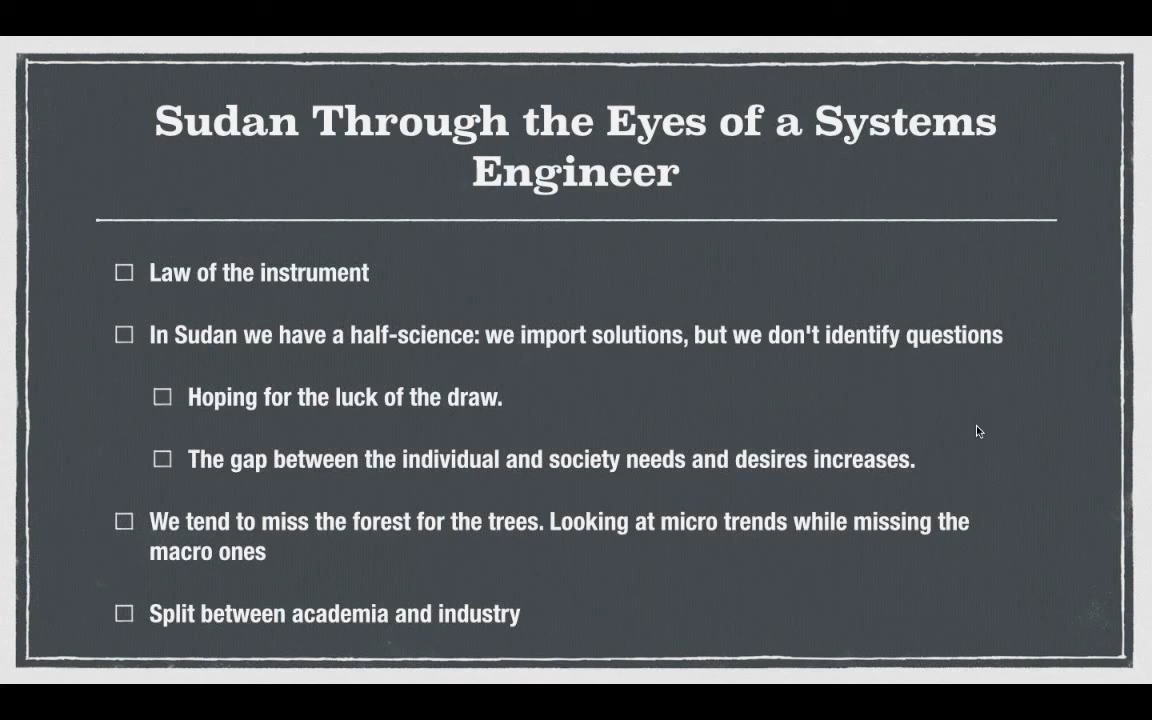 Sudan Through the Eyes of a Systems
Engineer
Law of the instrument
In Sudan we have a half-science: we import solutions, but we don't identify questions
Hoping for the luck of the draw.
The gap between the individual and society needs and desires increases.
We tend to miss the forest for the trees. Looking at micro trends while missing the
macro ones
Split between academia and industry